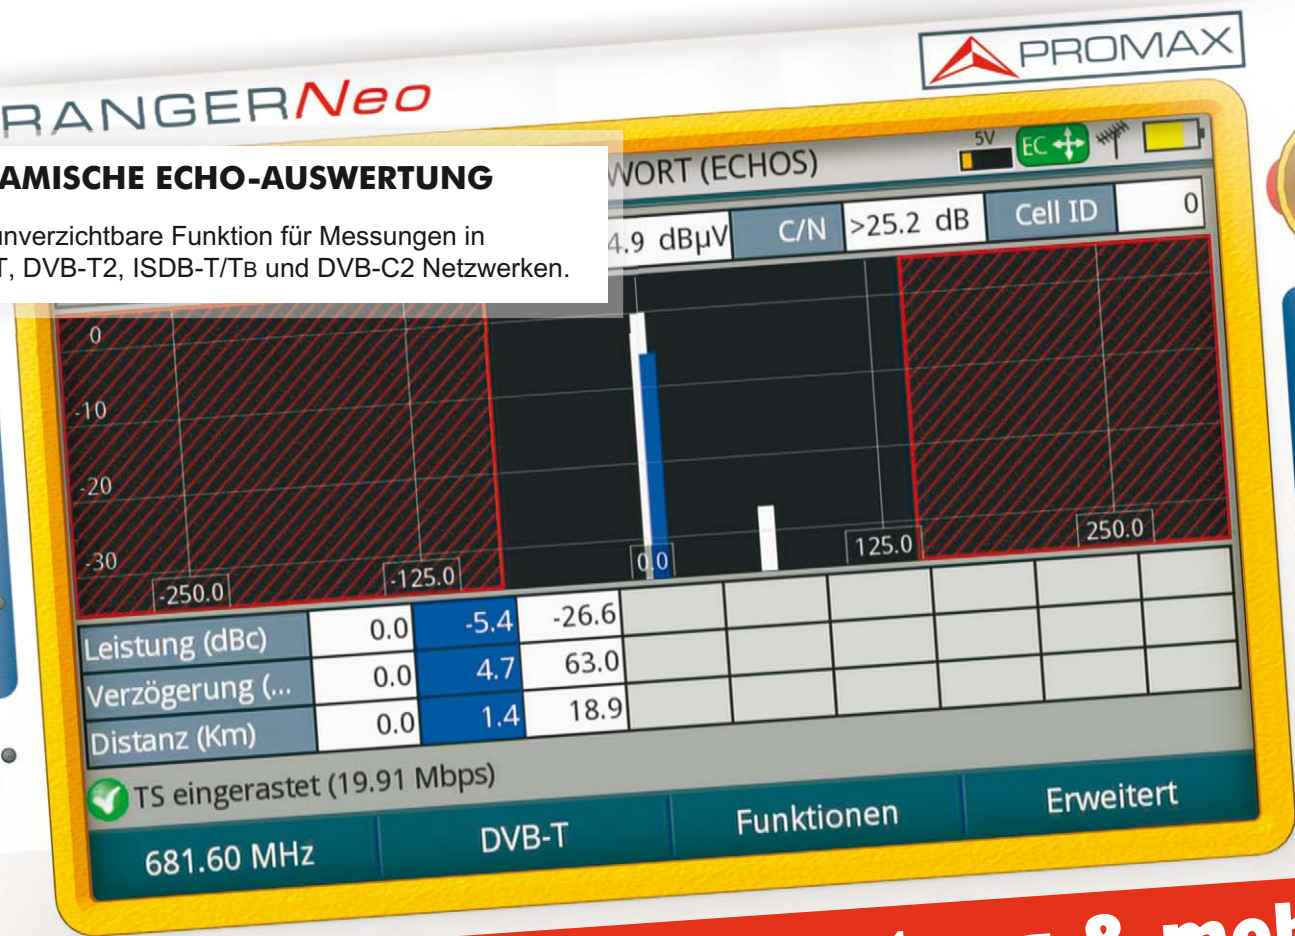 RANGERNeo
PROMAX
AMISCHE ECHO-AUSWERTUNG
unverzichtbare Funktion für Messungen in
T, DVB-T2, ISDB-T/TB und DVB-C2 Netzwerken.
WORT (ECHOS)
5V
EC
4.9 dBµV
C/N
>25.2 dB
Cell ID
0
0
-10
-20
-30
-250.0
-125.0
0.0
125.0
250.0
Leistung (dBc) 0.0 -5.4 -26.6
Verzögerung (... 0.0 4.7 63.0
Distanz (Km) 0.0 1.4 18.9
TS eingerastet (19.91 Mbps)
681.60 MHz DVB-T Funktionen Erweitert